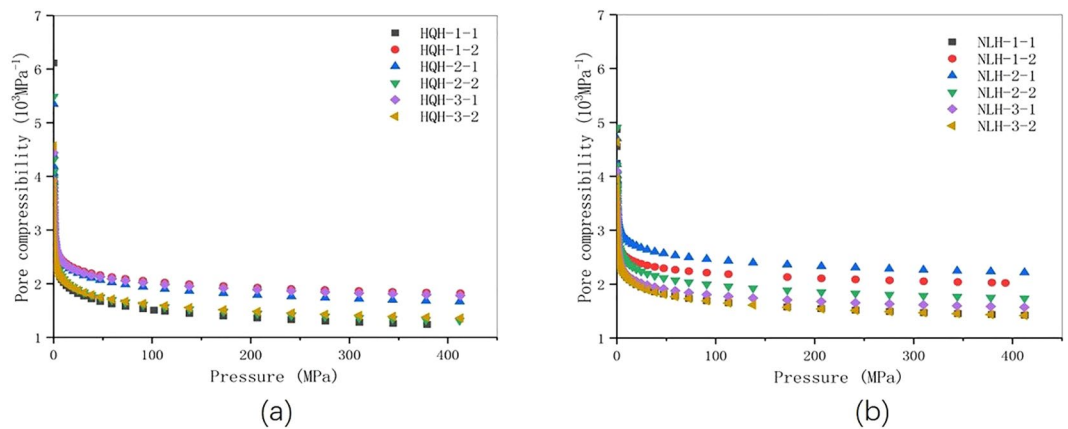 7
6
5
4
3
2
1
0
100
200
300
400
Pore compressibility (10³MPa⁻¹)
Pressure (MPa)
HQH-1-1
HQH-1-2
HQH-2-1
HQH-2-2
HQH-3-1
HQH-3-2
(a)
7
6
5
4
3
2
1
0
100
200
300
400
Pore compressibility (10³MPa⁻¹)
Pressure (MPa)
NLH-1-1
NLH-1-2
NLH-2-1
NLH-2-2
NLH-3-1
NLH-3-2
(b)